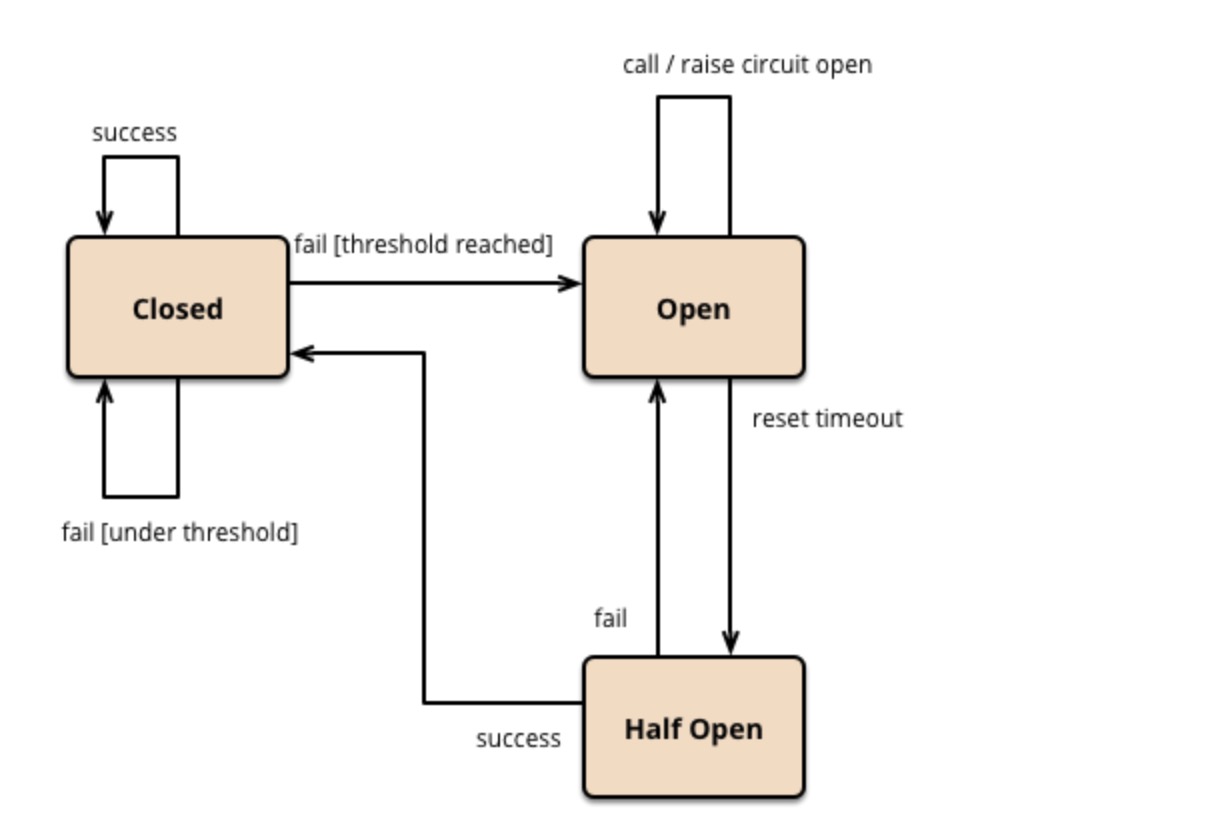 call / raise circuit open
success
fail [threshold reached]
Closed
Open
reset timeout
fail [under threshold]
fail
Half Open
success